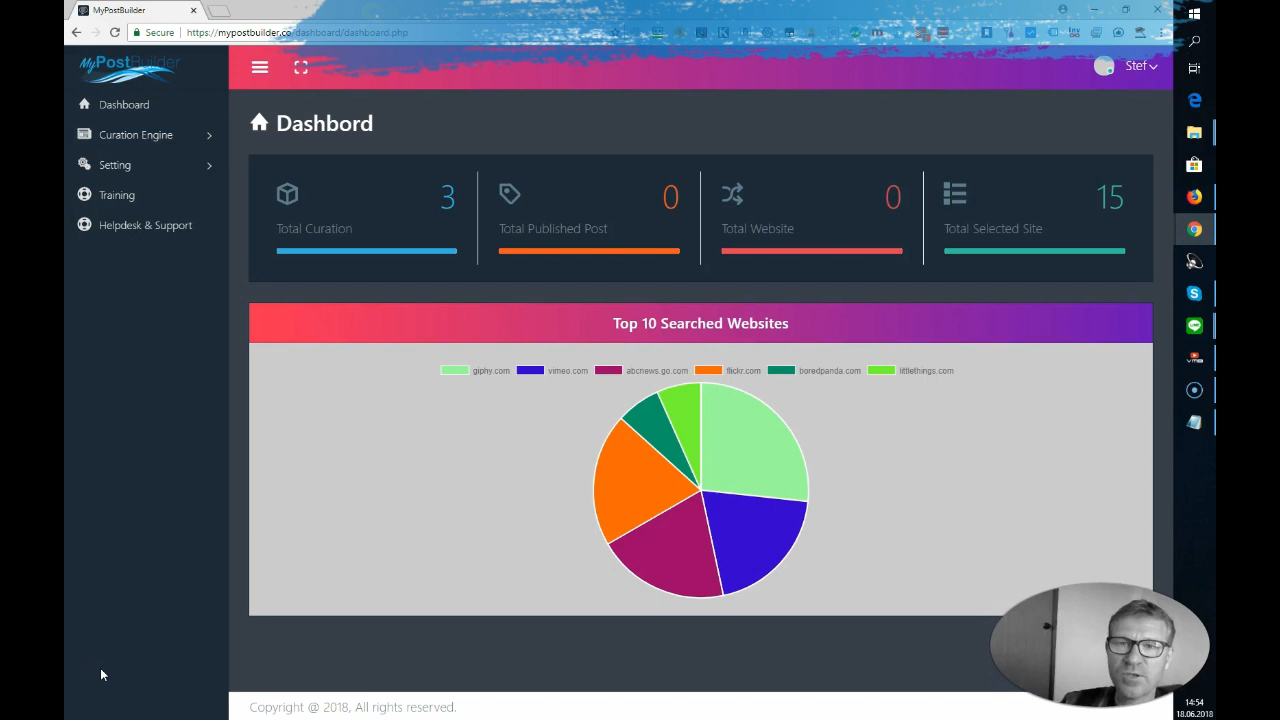 MyPostBuilder
Secure
https://mypostbuilder.co/dashboard/dashboard.php
MyPostBuilder
Stef
Dashboard
Curation Engine
Setting
Training
Helpdesk & Support
Dashbord
3
0
0
15
Total Curation
Total Published Post
Total Website
Total Selected Site
Top 10 Searched Websites
giphy.com
vimeo.com
abcnews.go.com
flickr.com
boredpanda.com
littlethings.com
Copyright @ 2018, All rights reserved.
14:54
18.06.2018